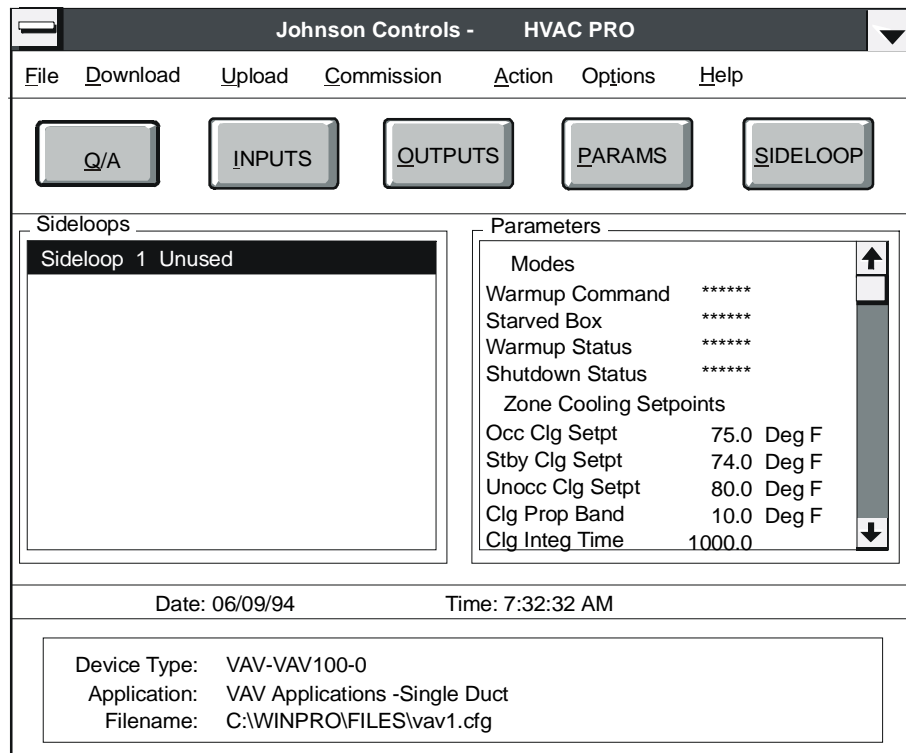 Johnson Controls - HVAC PRO
File Download Upload Commission Action Options Help
Q/A INPUTS OUTPUTS PARAMS SIDELOOP
Sideloops
Sideloop 1 Unused
Parameters
Modes
Warmup Command ******
Starved Box ******
Warmup Status ******
Shutdown Status ******
Zone Cooling Setpoints
Occ Clg Setpt 75.0 Deg F
Stby Clg Setpt 74.0 Deg F
Unocc Clg Setpt 80.0 Deg F
Clg Prop Band 10.0 Deg F
Clg Integ Time 1000.0
Date: 06/09/94 Time: 7:32:32 AM
Device Type: VAV-VAV100-0
Application: VAV Applications -Single Duct
Filename: C:\WINPRO\FILES\vav1.cfg